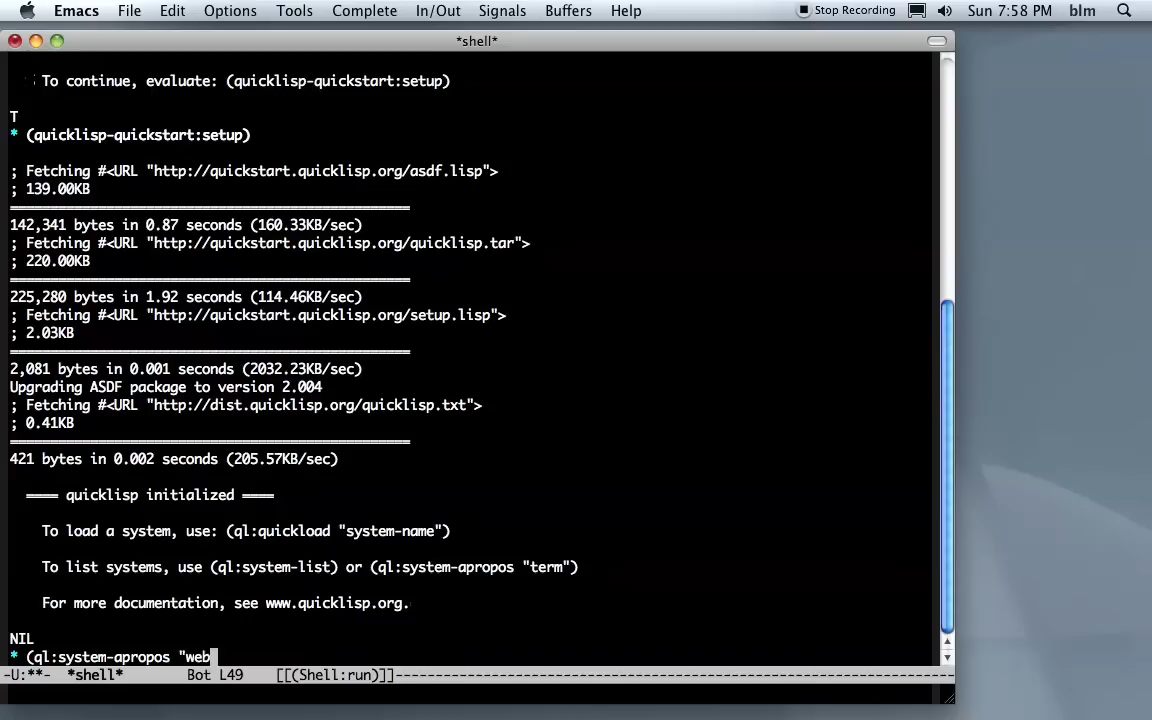 Emacs File Edit Options Tools Complete In/Out Signals Buffers Help Stop Recording Sun 7:58 PM blm
*shell*
; To continue, evaluate: (quicklisp-quickstart:setup)
T
* (quicklisp-quickstart:setup)
; Fetching #<URL "http://quickstart.quicklisp.org/asdf.lisp">
; 139.00KB
==================================================
142,341 bytes in 0.87 seconds (160.33KB/sec)
; Fetching #<URL "http://quickstart.quicklisp.org/quicklisp.tar">
; 220.00KB
==================================================
225,280 bytes in 1.92 seconds (114.46KB/sec)
; Fetching #<URL "http://quickstart.quicklisp.org/setup.lisp">
; 2.03KB
==================================================
2,081 bytes in 0.001 seconds (2032.23KB/sec)
Upgrading ASDF package to version 2.004
; Fetching #<URL "http://dist.quicklisp.org/quicklisp.txt">
; 0.41KB
==================================================
421 bytes in 0.002 seconds (205.57KB/sec)
==== quicklisp initialized ====
To load a system, use: (ql:quickload "system-name")
To list systems, use (ql:system-list) or (ql:system-apropos "term")
For more documentation, see www.quicklisp.org.
NIL
* (ql:system-apropos "web
-U:**- *shell* Bot L49 [[(Shell:run)]]----------------------------------------------------------------------